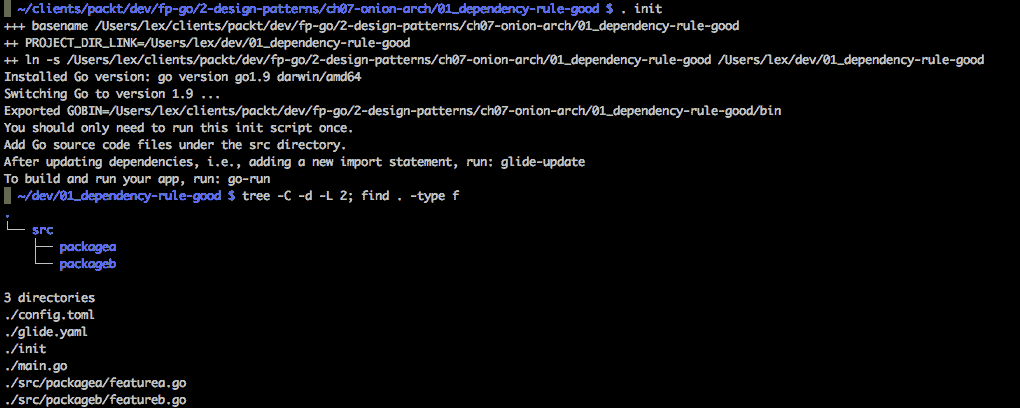 ~/clients/packt/dev/fp-go/2-design-patterns/ch07-onion-arch/01_dependency-rule-good $ . init
+++ basename /Users/lex/clients/packt/dev/fp-go/2-design-patterns/ch07-onion-arch/01_dependency-rule-good
++ PROJECT_DIR_LINK=/Users/lex/dev/01_dependency-rule-good
++ ln -s /Users/lex/clients/packt/dev/fp-go/2-design-patterns/ch07-onion-arch/01_dependency-rule-good /Users/lex/dev/01_dependency-rule-good
Installed Go version: go version go1.9 darwin/amd64
Switching Go to version 1.9 ...
Exported GOBIN=/Users/lex/clients/packt/dev/fp-go/2-design-patterns/ch07-onion-arch/01_dependency-rule-good/bin
You should only need to run this init script once.
Add Go source code files under the src directory.
After updating dependencies, i.e., adding a new import statement, run: glide-update
To build and run your app, run: go-run
~/dev/01_dependency-rule-good $ tree -C -d -L 2; find . -type f
.
└── src
    ├── packagea
    └── packageb
3 directories
./config.toml
./glide.yaml
./init
./main.go
./src/packagea/featurea.go
./src/packageb/featureb.go